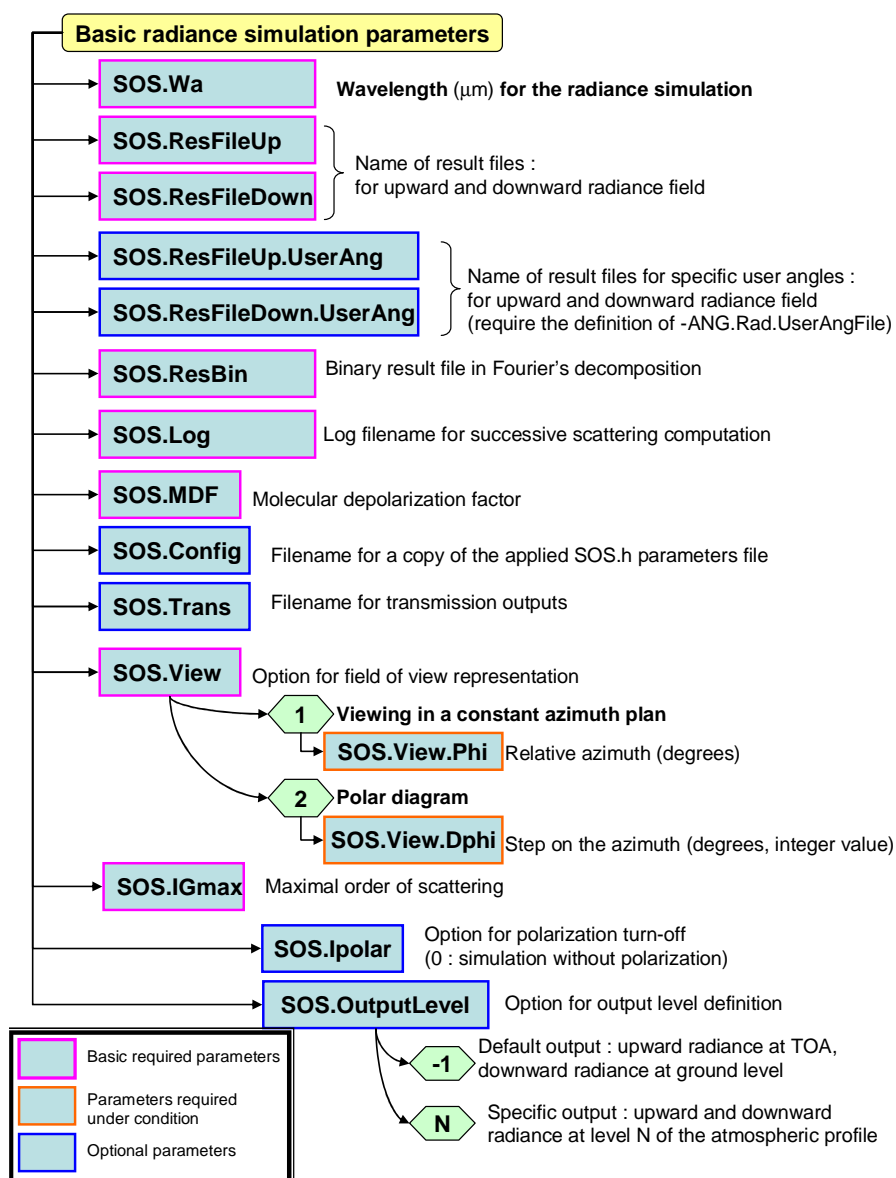 Basic radiance simulation parameters
SOS.Wa
Wavelength (μm) for the radiance simulation
SOS.ResFileUp
SOS.ResFileDown
Name of result files :
for upward and downward radiance field
SOS.ResFileUp.UserAng
SOS.ResFileDown.UserAng
Name of result files for specific user angles :
for upward and downward radiance field
(require the definition of -ANG.Rad.UserAngFile)
SOS.ResBin
Binary result file in Fourier's decomposition
SOS.Log
Log filename for successive scattering computation
SOS.MDF
Molecular depolarization factor
SOS.Config
Filename for a copy of the applied SOS.h parameters file
SOS.Trans
Filename for transmission outputs
SOS.View
Option for field of view representation
1
Viewing in a constant azimuth plan
SOS.View.Phi
Relative azimuth (degrees)
2
Polar diagram
SOS.View.Dphi
Step on the azimuth (degrees, integer value)
SOS.IGmax
Maximal order of scattering
SOS.Ipolar
Option for polarization turn-off
(0 : simulation without polarization)
SOS.OutputLevel
Option for output level definition
-1
Default output : upward radiance at TOA,
downward radiance at ground level
N
Specific output : upward and downward
radiance at level N of the atmospheric profile
Basic required parameters
Parameters required
under condition
Optional parameters